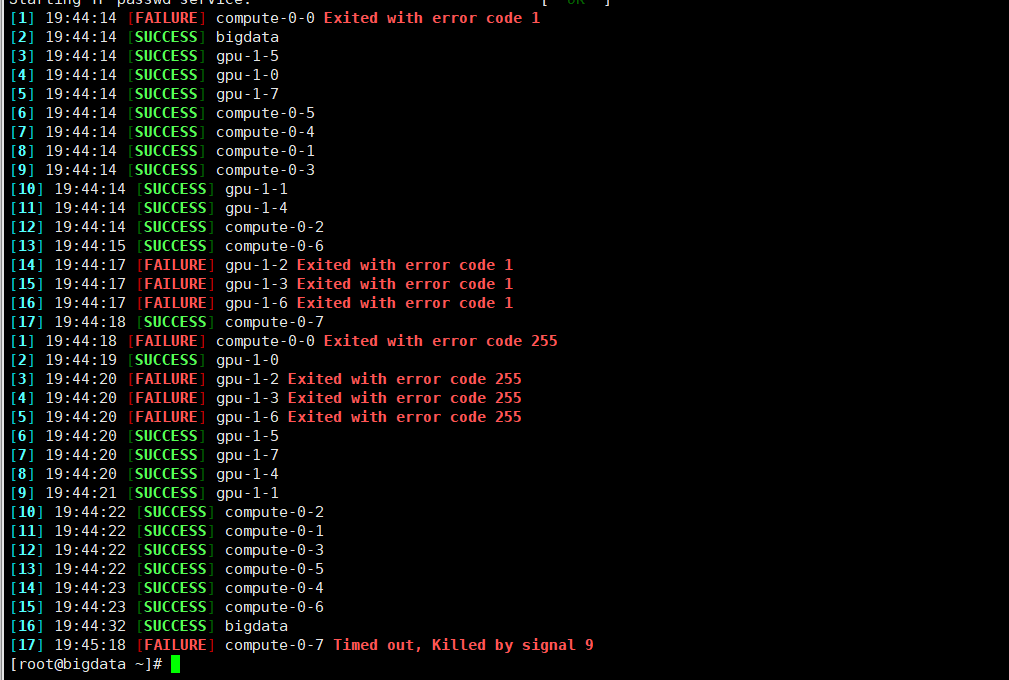 [1] 19:44:14 [FAILURE] compute-0-0 Exited with error code 1
[2] 19:44:14 [SUCCESS] bigdata
[3] 19:44:14 [SUCCESS] gpu-1-5
[4] 19:44:14 [SUCCESS] gpu-1-0
[5] 19:44:14 [SUCCESS] gpu-1-7
[6] 19:44:14 [SUCCESS] compute-0-5
[7] 19:44:14 [SUCCESS] compute-0-4
[8] 19:44:14 [SUCCESS] compute-0-1
[9] 19:44:14 [SUCCESS] compute-0-3
[10] 19:44:14 [SUCCESS] gpu-1-1
[11] 19:44:14 [SUCCESS] gpu-1-4
[12] 19:44:14 [SUCCESS] compute-0-2
[13] 19:44:15 [SUCCESS] compute-0-6
[14] 19:44:17 [FAILURE] gpu-1-2 Exited with error code 1
[15] 19:44:17 [FAILURE] gpu-1-3 Exited with error code 1
[16] 19:44:17 [FAILURE] gpu-1-6 Exited with error code 1
[17] 19:44:18 [SUCCESS] compute-0-7
[1] 19:44:18 [FAILURE] compute-0-0 Exited with error code 255
[2] 19:44:19 [SUCCESS] gpu-1-0
[3] 19:44:20 [FAILURE] gpu-1-2 Exited with error code 255
[4] 19:44:20 [FAILURE] gpu-1-3 Exited with error code 255
[5] 19:44:20 [FAILURE] gpu-1-6 Exited with error code 255
[6] 19:44:20 [SUCCESS] gpu-1-5
[7] 19:44:20 [SUCCESS] gpu-1-7
[8] 19:44:20 [SUCCESS] gpu-1-4
[9] 19:44:21 [SUCCESS] gpu-1-1
[10] 19:44:22 [SUCCESS] compute-0-2
[11] 19:44:22 [SUCCESS] compute-0-1
[12] 19:44:22 [SUCCESS] compute-0-3
[13] 19:44:22 [SUCCESS] compute-0-5
[14] 19:44:23 [SUCCESS] compute-0-4
[15] 19:44:23 [SUCCESS] compute-0-6
[16] 19:44:32 [SUCCESS] bigdata
[17] 19:45:18 [FAILURE] compute-0-7 Timed out, Killed by signal 9
[root@bigdata ~]#